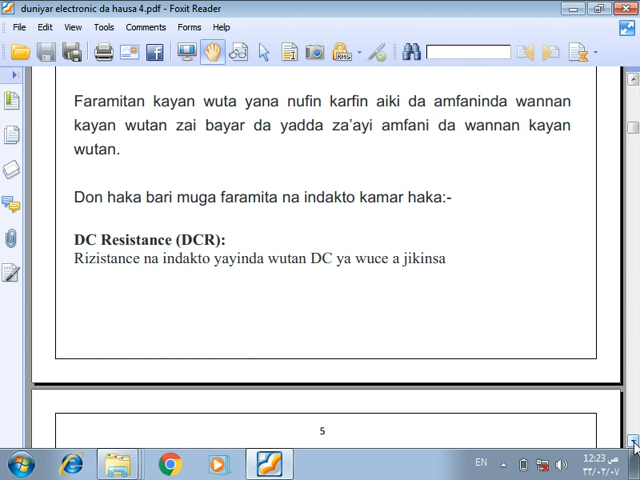 duniyar electronic da hausa 4.pdf - Foxit Reader
File Edit View Tools Comments Forms Help
Faramitan kayan wuta yana nufin karfin aiki da amfaninda wannan
kayan wutan zai bayar da yadda za'ayi amfani da wannan kayan
wutan.
Don haka bari muga faramita na indakto kamar haka:-
DC Resistance (DCR):
Rizistance na indakto yayinda wutan DC ya wuce a jikinsa
5
EN
12:23 ص